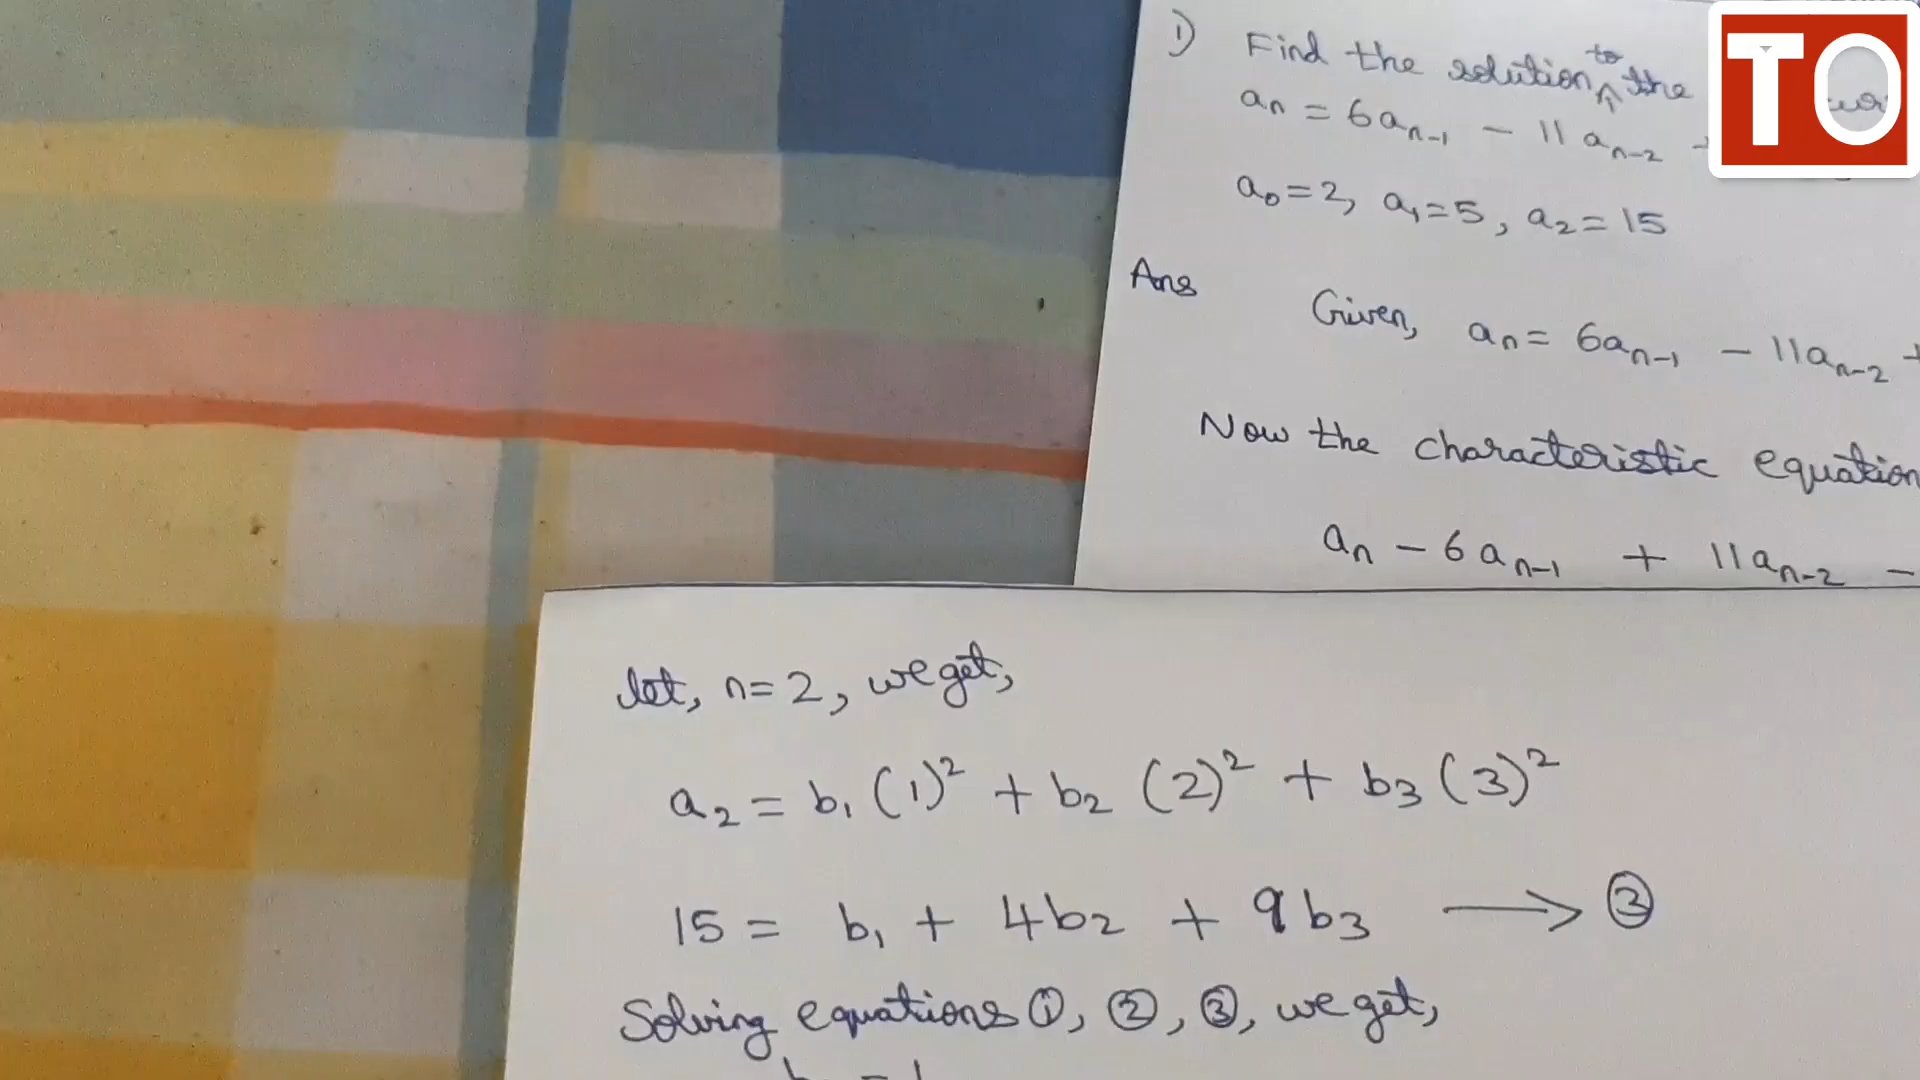 TO
1) Find the solution to the
aₙ = 6aₙ₋₁ - 11aₙ₋₂
a₀=2, a₁=5, a₂=15
Ans
Given, aₙ = 6aₙ₋₁ - 11aₙ₋₂ +
Now the characteristic equation
aₙ - 6aₙ₋₁ + 11aₙ₋₂ -
let, n=2, we get,
a₂ = b₁(1)² + b₂(2)² + b₃(3)²
15 = b₁ + 4b₂ + 9b₃ ⟶ ③
Solving equations ①, ②, ③, we get,